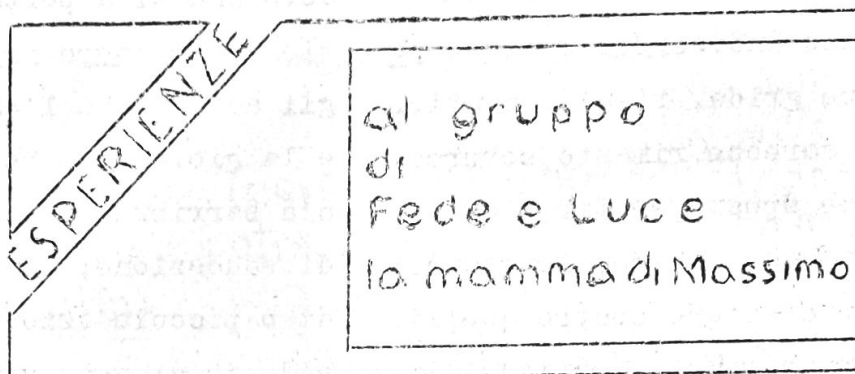 ESPERIENZE
al gruppo
di
Fede e Luce
la mamma di Massimo